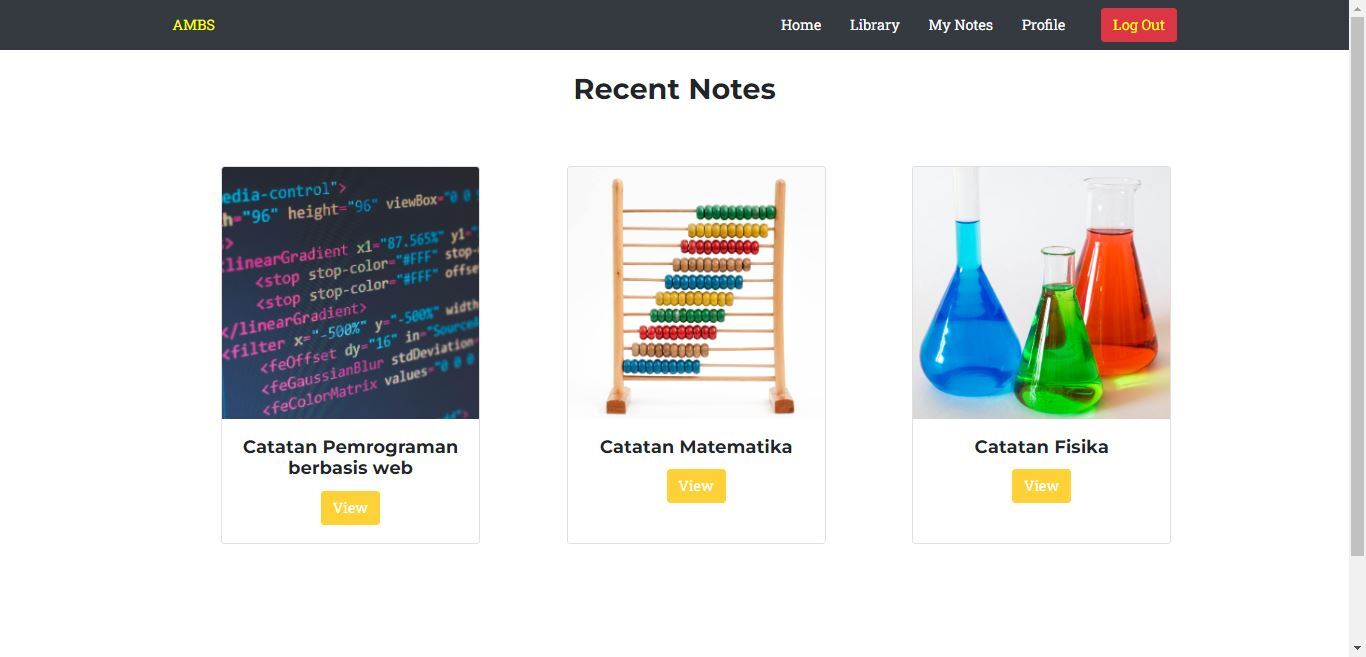 AMBS
Home
Library
My Notes
Profile
Log Out
Recent Notes
edia-control">
h="96" height="96" viewBox="0 0
>
linearGradient x1="87.565%" y1="
<stop stop-color="#FFF" stop-
<stop stop-color="#FFF" offse
</linearGradient>
<filter x="-500%" y="-500%" width
<feOffset dy="16" in="Source
<feGaussianBlur stdDeviation=
<feColorMatrix values="0 0 0
Catatan Pemrograman
berbasis web
View
Catatan Matematika
View
Catatan Fisika
View